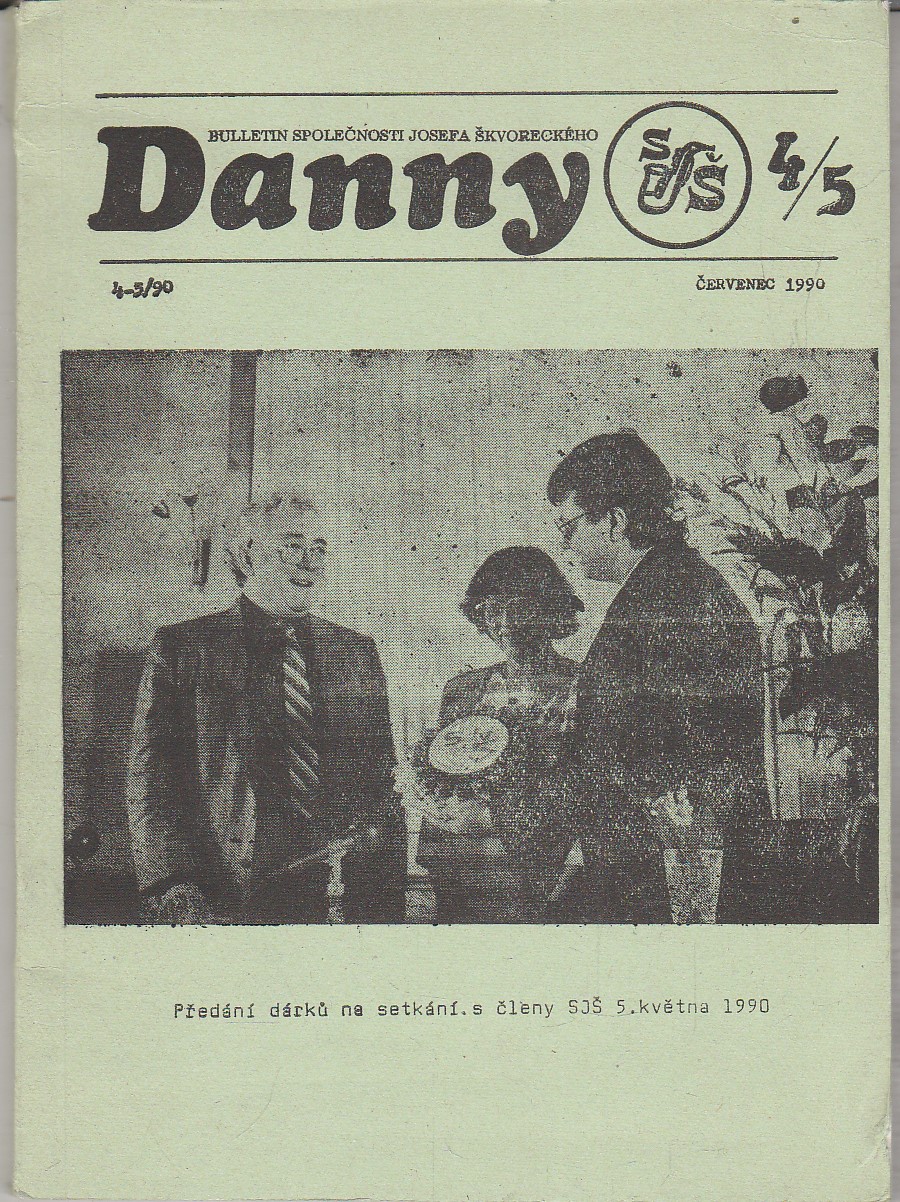 BULLETIN SPOLEČNOSTI JOSEFA ŠKVORECKÉHO
Danny
SJŠ
4/5
4-5/90
ČERVENEC 1990
Předání dárků na setkání.s členy SJŠ 5.května 1990